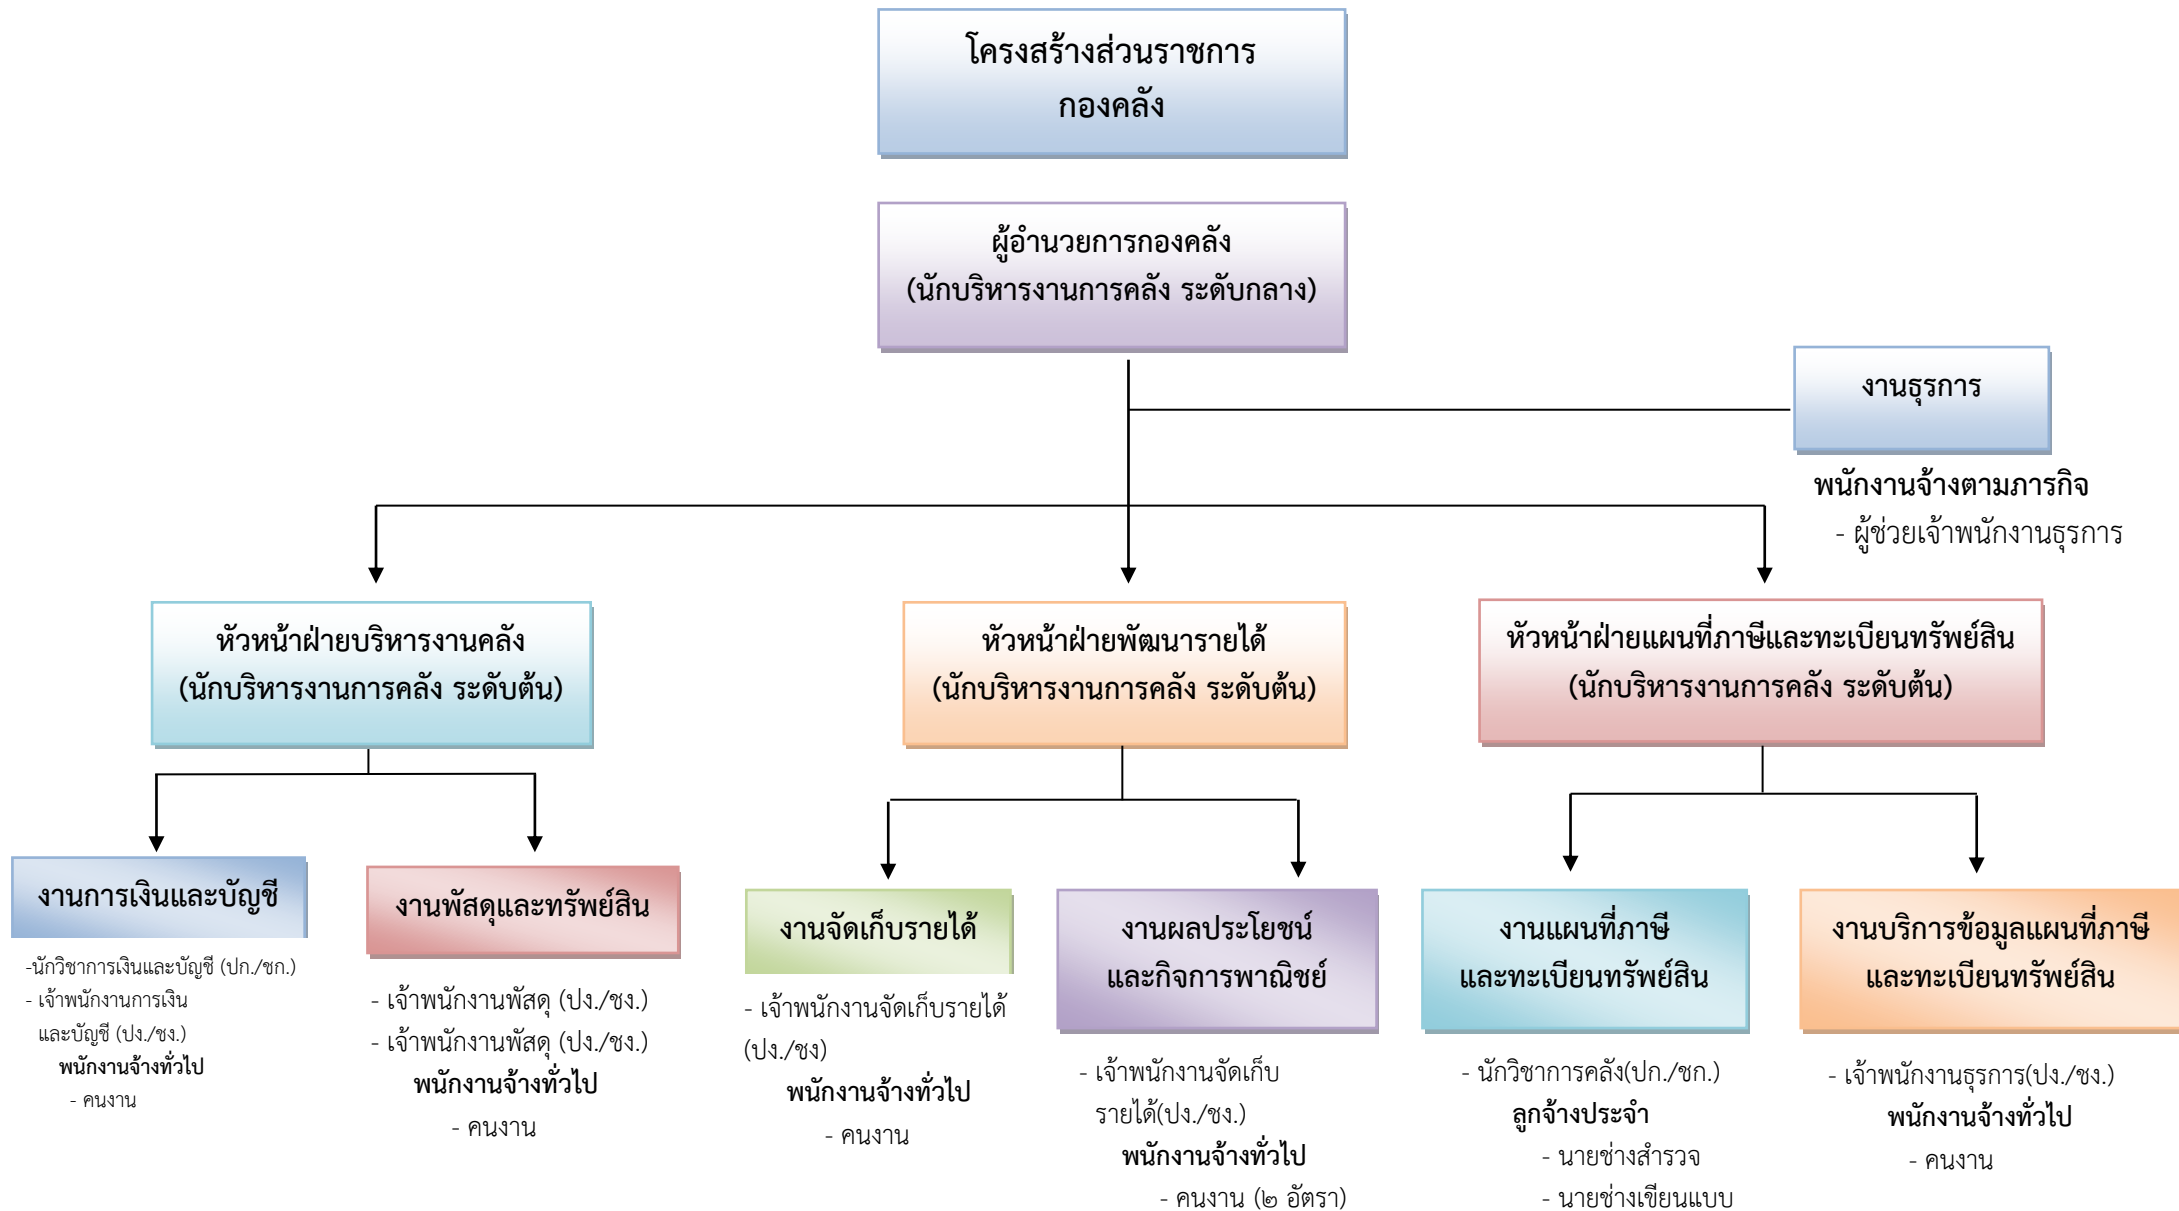 โครงสร้างส่วนราชการ
กองคลัง
ผู้อำนวยการกองคลัง
(นักบริหารงานการคลัง ระดับกลาง)
งานธุรการ
พนักงานจ้างตามภารกิจ
- ผู้ช่วยเจ้าพนักงานธุรการ
หัวหน้าฝ่ายบริหารงานคลัง
(นักบริหารงานการคลัง ระดับต้น)
หัวหน้าฝ่ายพัฒนารายได้
(นักบริหารงานการคลัง ระดับต้น)
หัวหน้าฝ่ายแผนที่ภาษีและทะเบียนทรัพย์สิน
(นักบริหารงานการคลัง ระดับต้น)
งานการเงินและบัญชี
-นักวิชาการเงินและบัญชี (ปก./ชก.)
- เจ้าพนักงานการเงิน
และบัญชี (ปง./ชง.)
พนักงานจ้างทั่วไป
- คนงาน
งานพัสดุและทรัพย์สิน
- เจ้าพนักงานพัสดุ (ปง./ชง.)
- เจ้าพนักงานพัสดุ (ปง./ชง.)
พนักงานจ้างทั่วไป
- คนงาน
งานจัดเก็บรายได้
- เจ้าพนักงานจัดเก็บรายได้
(ปง./ชง)
พนักงานจ้างทั่วไป
- คนงาน
งานผลประโยชน์
และกิจการพาณิชย์
- เจ้าพนักงานจัดเก็บ
รายได้(ปง./ชง.)
พนักงานจ้างทั่วไป
- คนงาน (๒ อัตรา)
งานแผนที่ภาษี
และทะเบียนทรัพย์สิน
- นักวิชาการคลัง(ปก./ชก.)
ลูกจ้างประจำ
- นายช่างสำรวจ
- นายช่างเขียนแบบ
งานบริการข้อมูลแผนที่ภาษี
และทะเบียนทรัพย์สิน
- เจ้าพนักงานธุรการ(ปง./ชง.)
พนักงานจ้างทั่วไป
- คนงาน